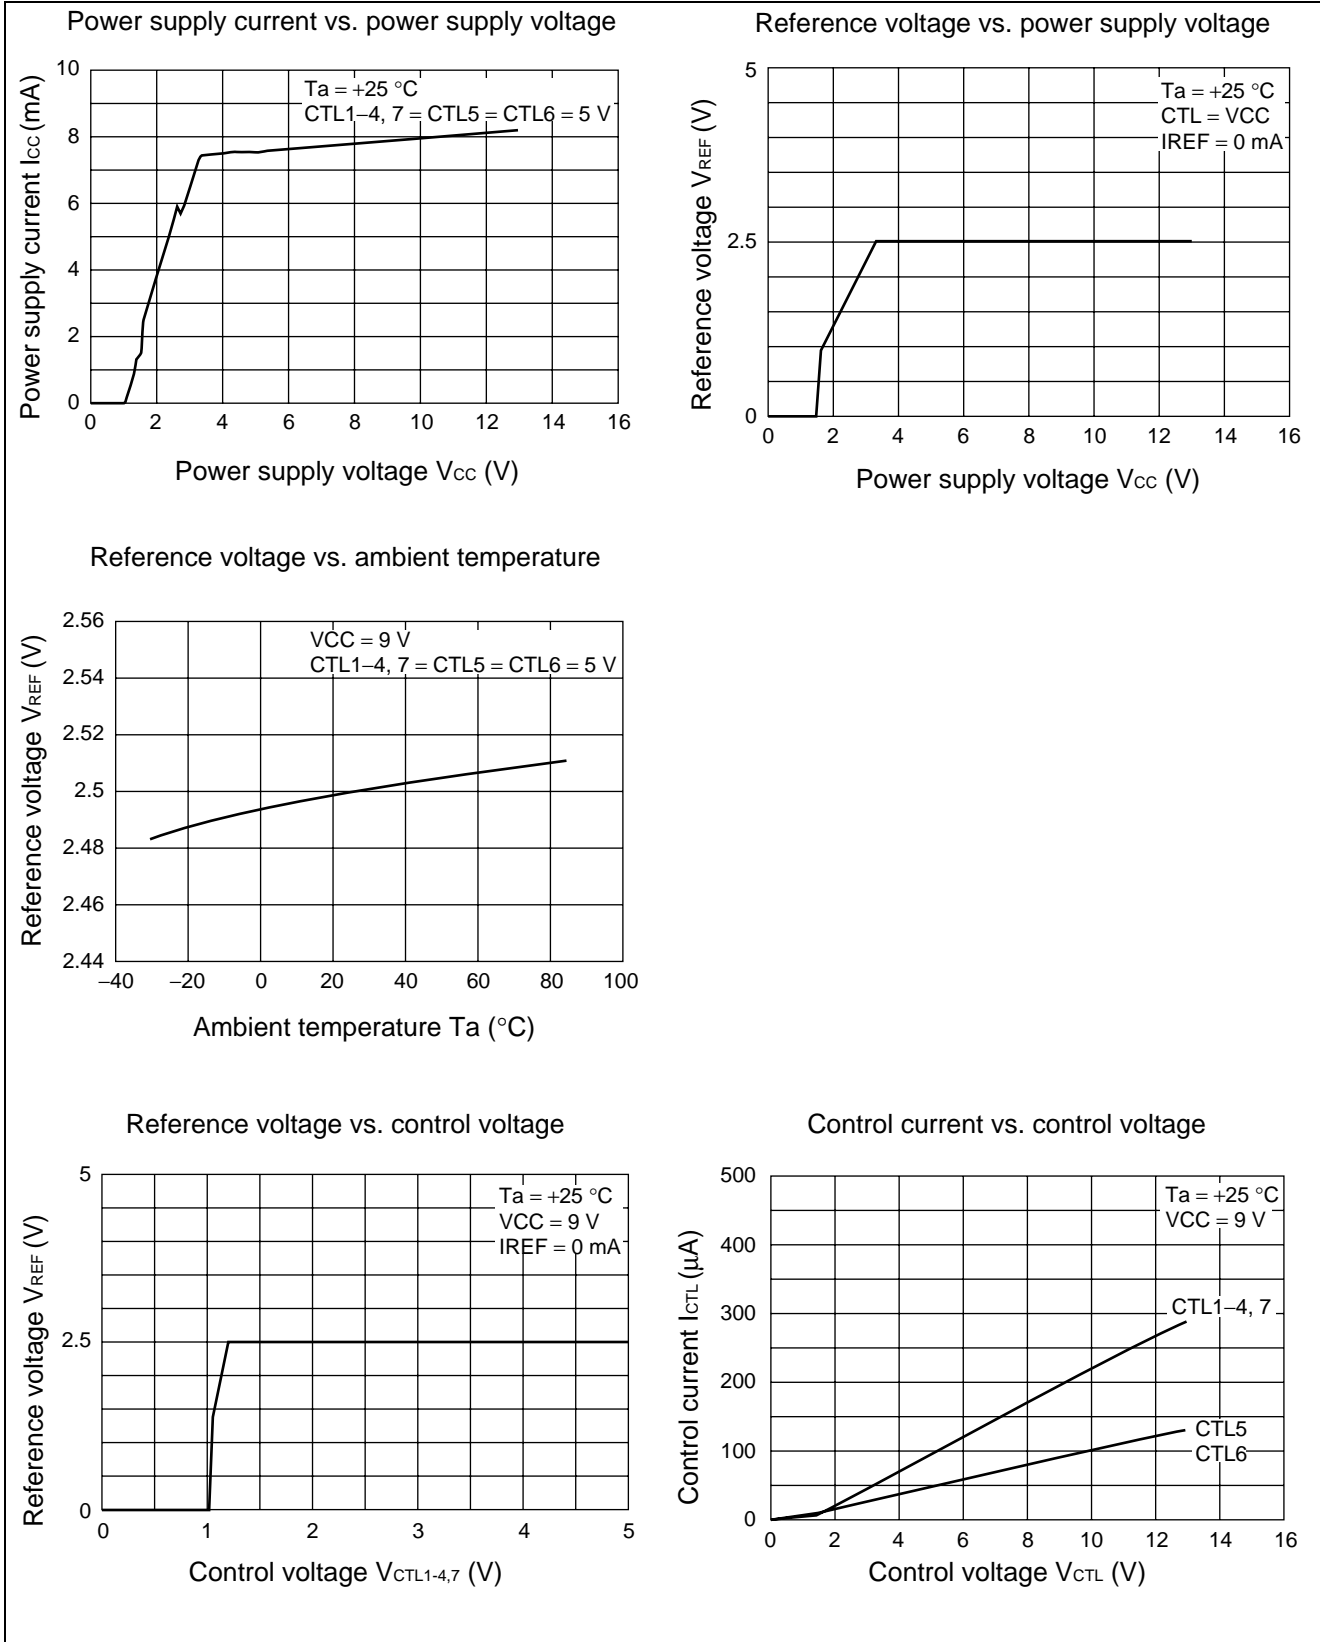 Power supply current vs. power supply voltage
Power supply current ICC (mA)
10
8
6
4
2
0
Ta = +25 °C
CTL1−4, 7 = CTL5 = CTL6 = 5 V
0 2 4 6 8 10 12 14 16
Power supply voltage VCC (V)
Reference voltage vs. power supply voltage
Reference voltage VREF (V)
5
2.5
0
Ta = +25 °C
CTL = VCC
IREF = 0 mA
0 2 4 6 8 10 12 14 16
Power supply voltage VCC (V)
Reference voltage vs. ambient temperature
Reference voltage VREF (V)
2.56
2.54
2.52
2.5
2.48
2.46
2.44
VCC = 9 V
CTL1−4, 7 = CTL5 = CTL6 = 5 V
−40 −20 0 20 40 60 80 100
Ambient temperature Ta (°C)
Reference voltage vs. control voltage
Reference voltage VREF (V)
5
2.5
0
Ta = +25 °C
VCC = 9 V
IREF = 0 mA
0 1 2 3 4 5
Control voltage VCTL1-4,7 (V)
Control current vs. control voltage
Control current ICTL (µA)
500
400
300
200
100
0
Ta = +25 °C
VCC = 9 V
CTL1−4, 7
CTL5
CTL6
0 2 4 6 8 10 12 14 16
Control voltage VCTL (V)